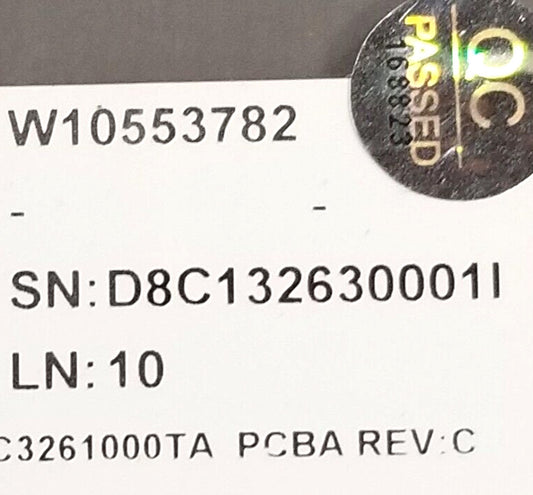 QC
PASSED
168823
W10553782
- -
SN:D8C132630001I
LN:10
C3261000TA PCBA REV:C